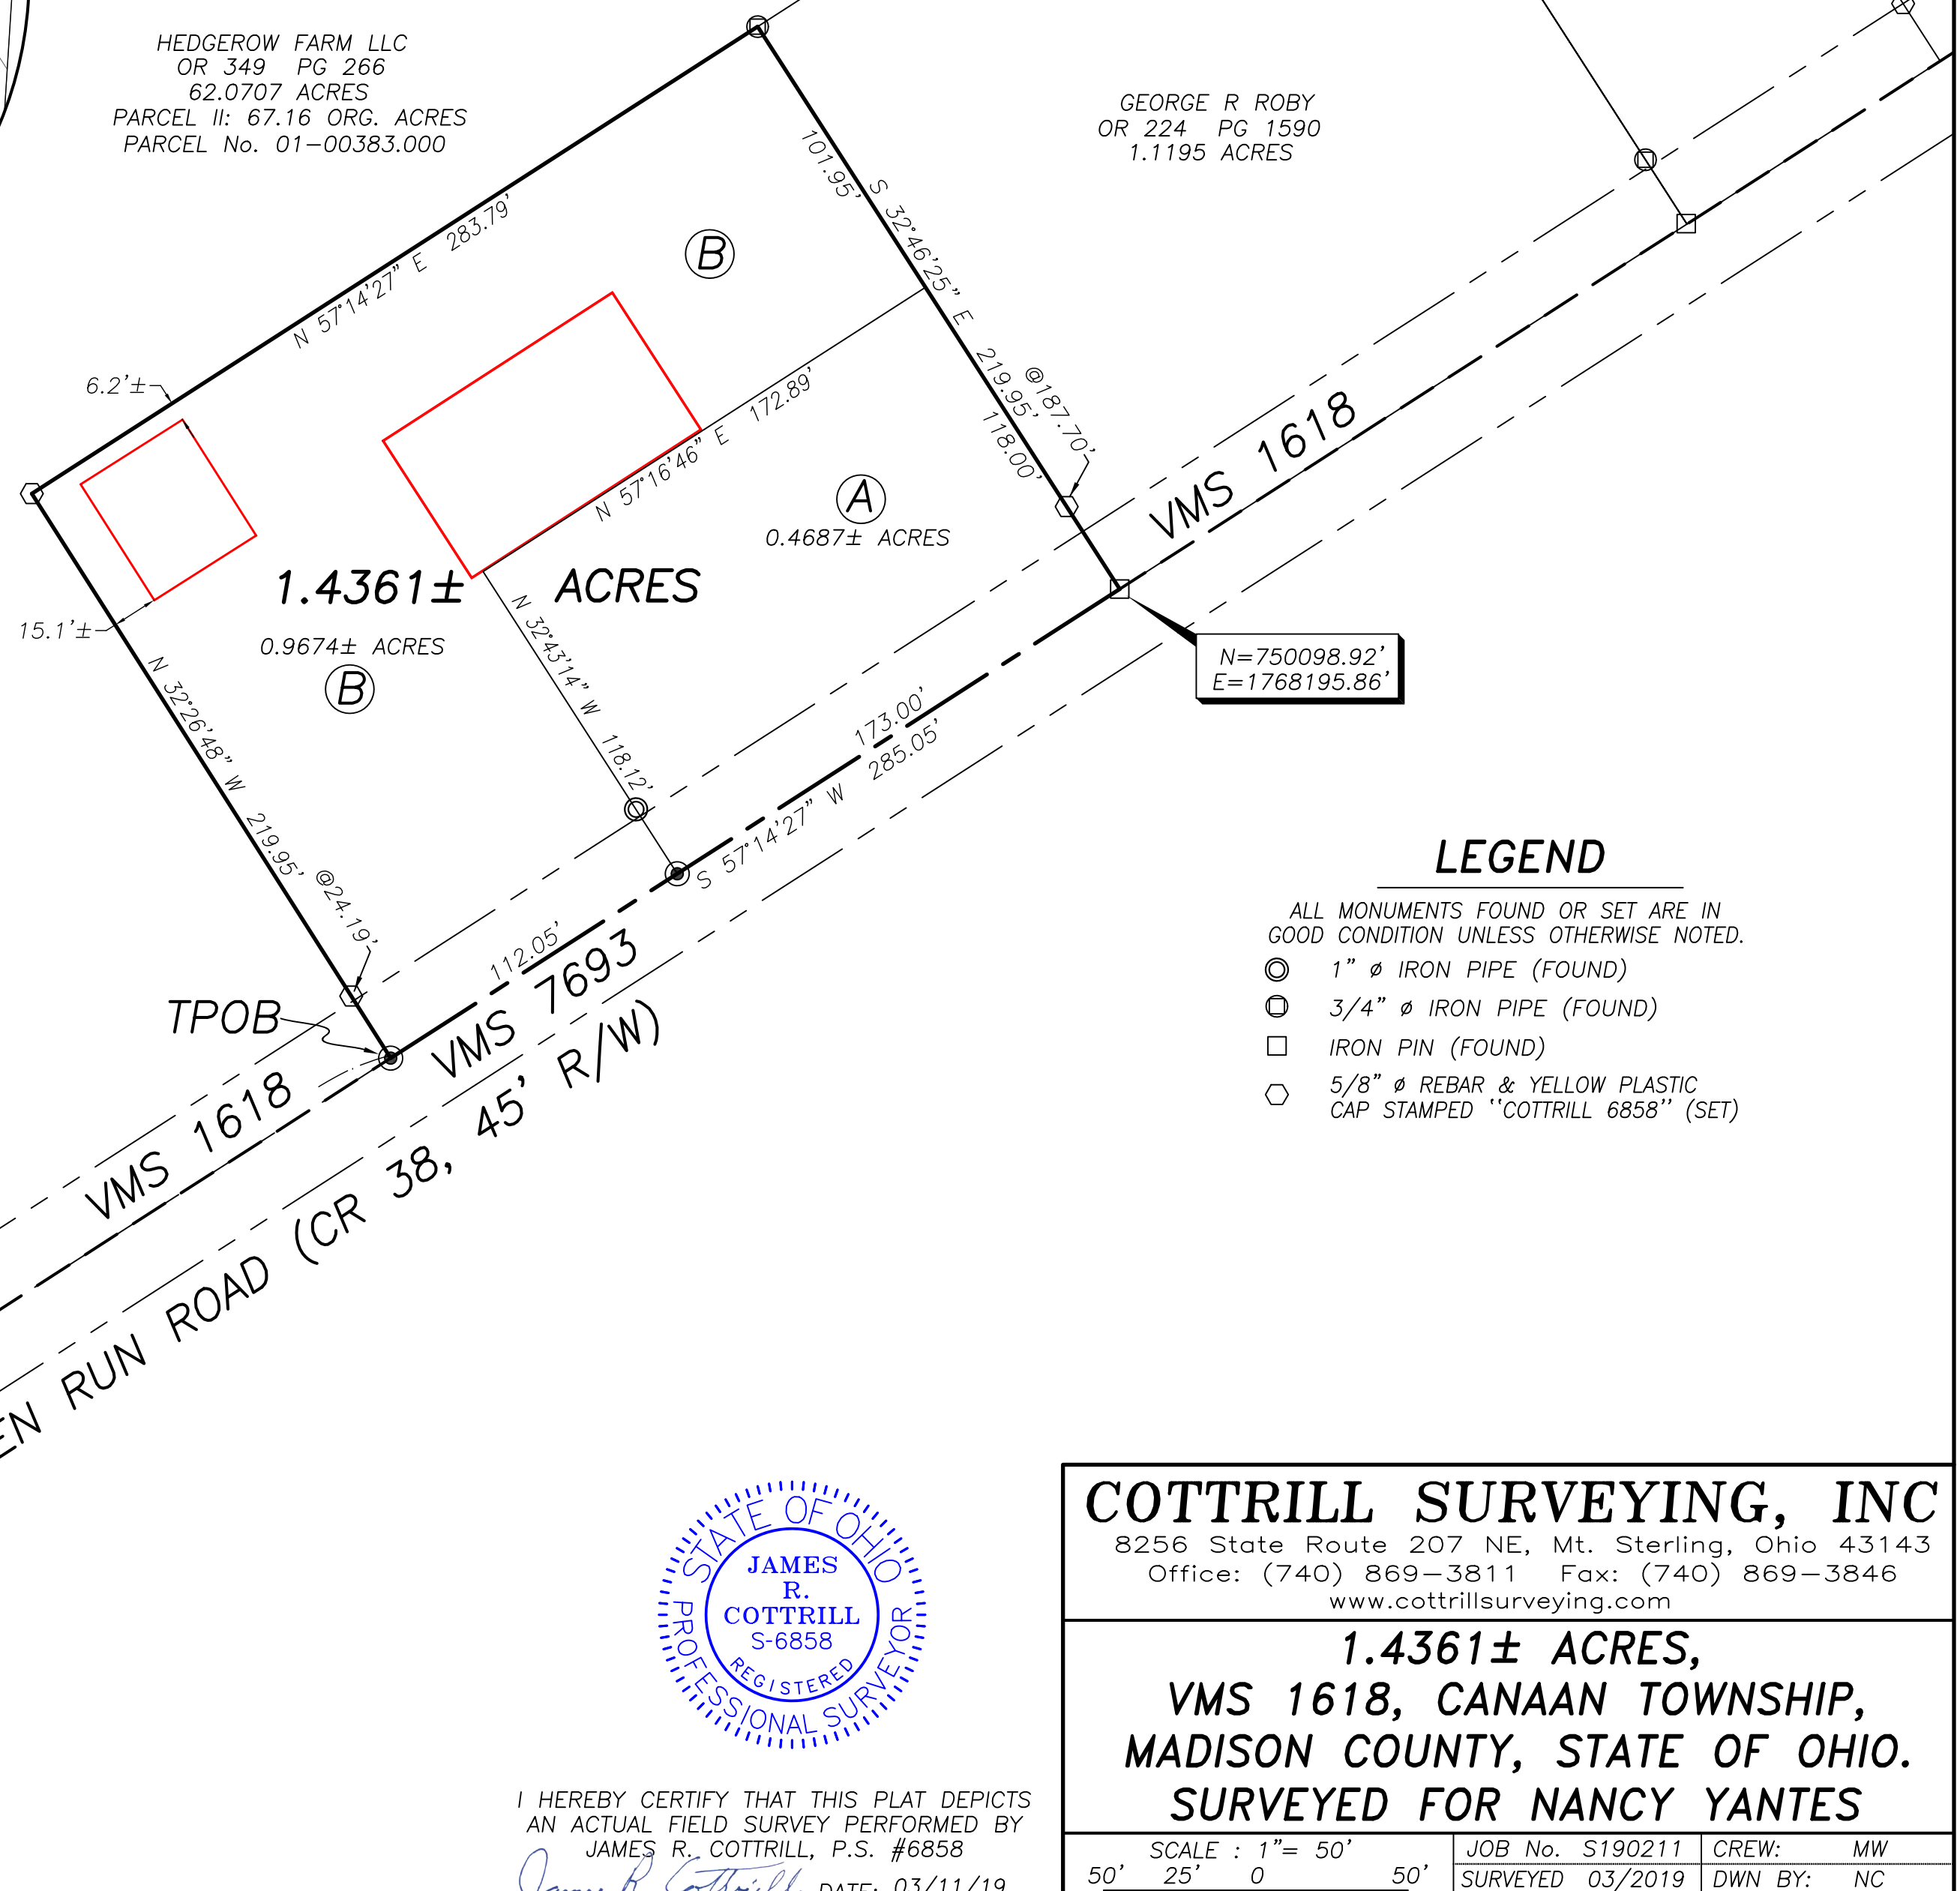 HEDGEROW FARM LLC
OR 349 PG 266
62.0707 ACRES
PARCEL II: 67.16 ORG. ACRES
PARCEL No. 01-00383.000
GEORGE R ROBY
OR 224 PG 1590
1.1195 ACRES
N 57°14'27" E 283.79'
101.95'
S 32°46'25" E 219.95'
118.00'
@187.70'
B
6.2'±
N 57°16'46" E 172.89'
A
0.4687± ACRES
VMS 1618
1.4361± ACRES
0.9674± ACRES
B
15.1'±
N 32°43'14" W 118.12'
N=750098.92'
E=1768195.86'
N 32°26'48" W 219.95'
@24.19'
173.00'
S 57°14'27" W 285.05'
112.05'
TPOB
VMS 7693
VMS 1618
EN RUN ROAD (CR 38, 45' R/W)
LEGEND
ALL MONUMENTS FOUND OR SET ARE IN
GOOD CONDITION UNLESS OTHERWISE NOTED.
1" ø IRON PIPE (FOUND)
3/4" ø IRON PIPE (FOUND)
IRON PIN (FOUND)
5/8" ø REBAR & YELLOW PLASTIC
CAP STAMPED "COTTRILL 6858" (SET)
STATE OF OHIO
JAMES
R.
COTTRILL
S-6858
REGISTERED
PROFESSIONAL SURVEYOR
I HEREBY CERTIFY THAT THIS PLAT DEPICTS
AN ACTUAL FIELD SURVEY PERFORMED BY
JAMES R. COTTRILL, P.S. #6858
James R. Cottrill DATE: 03/11/19
COTTRILL SURVEYING, INC
8256 State Route 207 NE, Mt. Sterling, Ohio 43143
Office: (740) 869-3811 Fax: (740) 869-3846
www.cottrillsurveying.com
1.4361± ACRES,
VMS 1618, CANAAN TOWNSHIP,
MADISON COUNTY, STATE OF OHIO.
SURVEYED FOR NANCY YANTES
SCALE : 1"= 50'
50' 25' 0 50'
JOB No. S190211 CREW: MW
SURVEYED 03/2019 DWN BY: NC